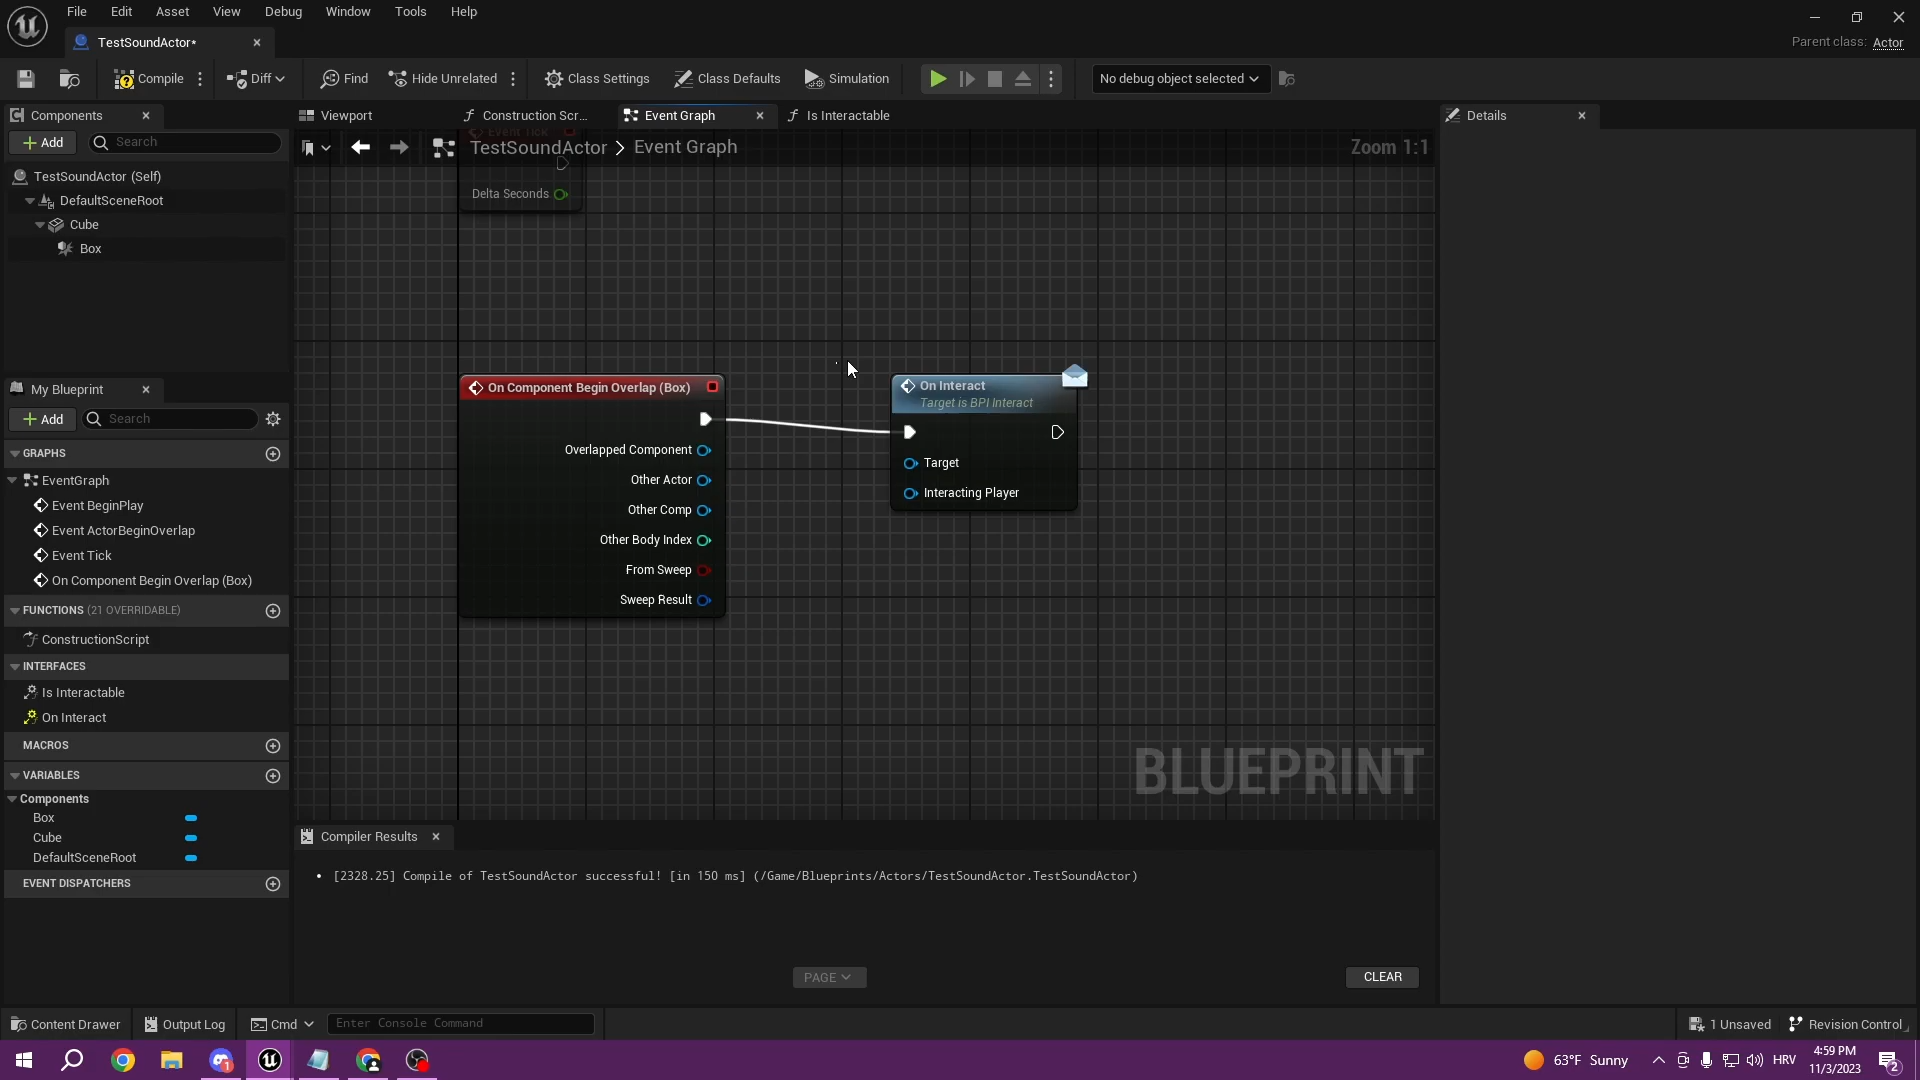 File Edit Asset View Debug Window Tools Help
TestSoundActor*
Parent class: Actor
Compile Diff Find Hide Unrelated Class Settings Class Defaults Simulation No debug object selected
Components
Viewport Construction Scr... Event Graph Is Interactable
Details
Add Search
TestSoundActor > Event Graph
Zoom 1:1
Event Tick
Delta Seconds
TestSoundActor (Self)
DefaultSceneRoot
Cube
Box
My Blueprint
Add Search
GRAPHS
EventGraph
Event BeginPlay
Event ActorBeginOverlap
Event Tick
On Component Begin Overlap (Box)
FUNCTIONS (21 OVERRIDABLE)
ConstructionScript
INTERFACES
Is Interactable
On Interact
MACROS
VARIABLES
Components
Box
Cube
DefaultSceneRoot
EVENT DISPATCHERS
On Component Begin Overlap (Box)
Overlapped Component
Other Actor
Other Comp
Other Body Index
From Sweep
Sweep Result
On Interact
Target is BPI Interact
Target
Interacting Player
BLUEPRINT
Compiler Results
[2328.25] Compile of TestSoundActor successful! [in 150 ms] (/Game/Blueprints/Actors/TestSoundActor.TestSoundActor)
PAGE
CLEAR
Content Drawer Output Log Cmd Enter Console Command
1 Unsaved Revision Control
1
63°F Sunny
HRV
4:59 PM
11/3/2023
2